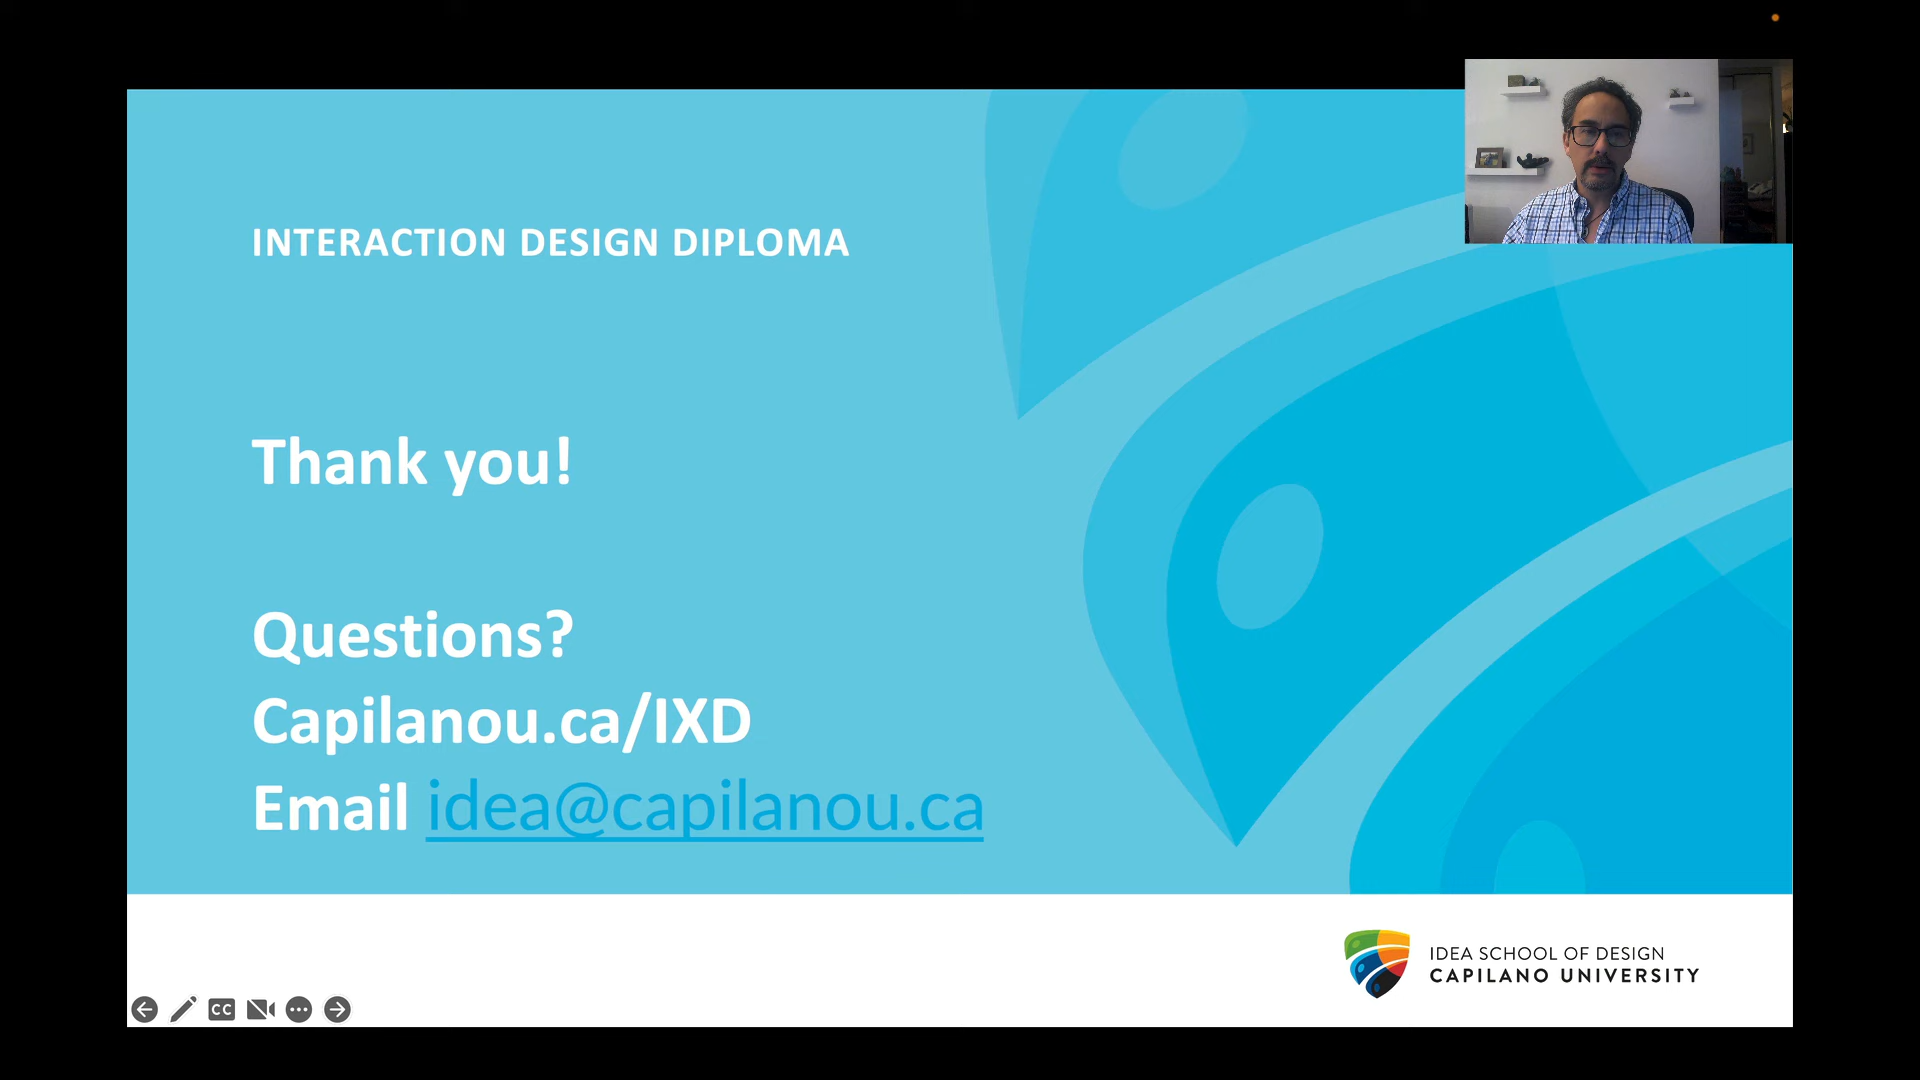 INTERACTION DESIGN DIPLOMA
Thank you!
Questions?
Capilanou.ca/IXD
Email idea@capilanou.ca
IDEA SCHOOL OF DESIGN
CAPILANO UNIVERSITY
CC